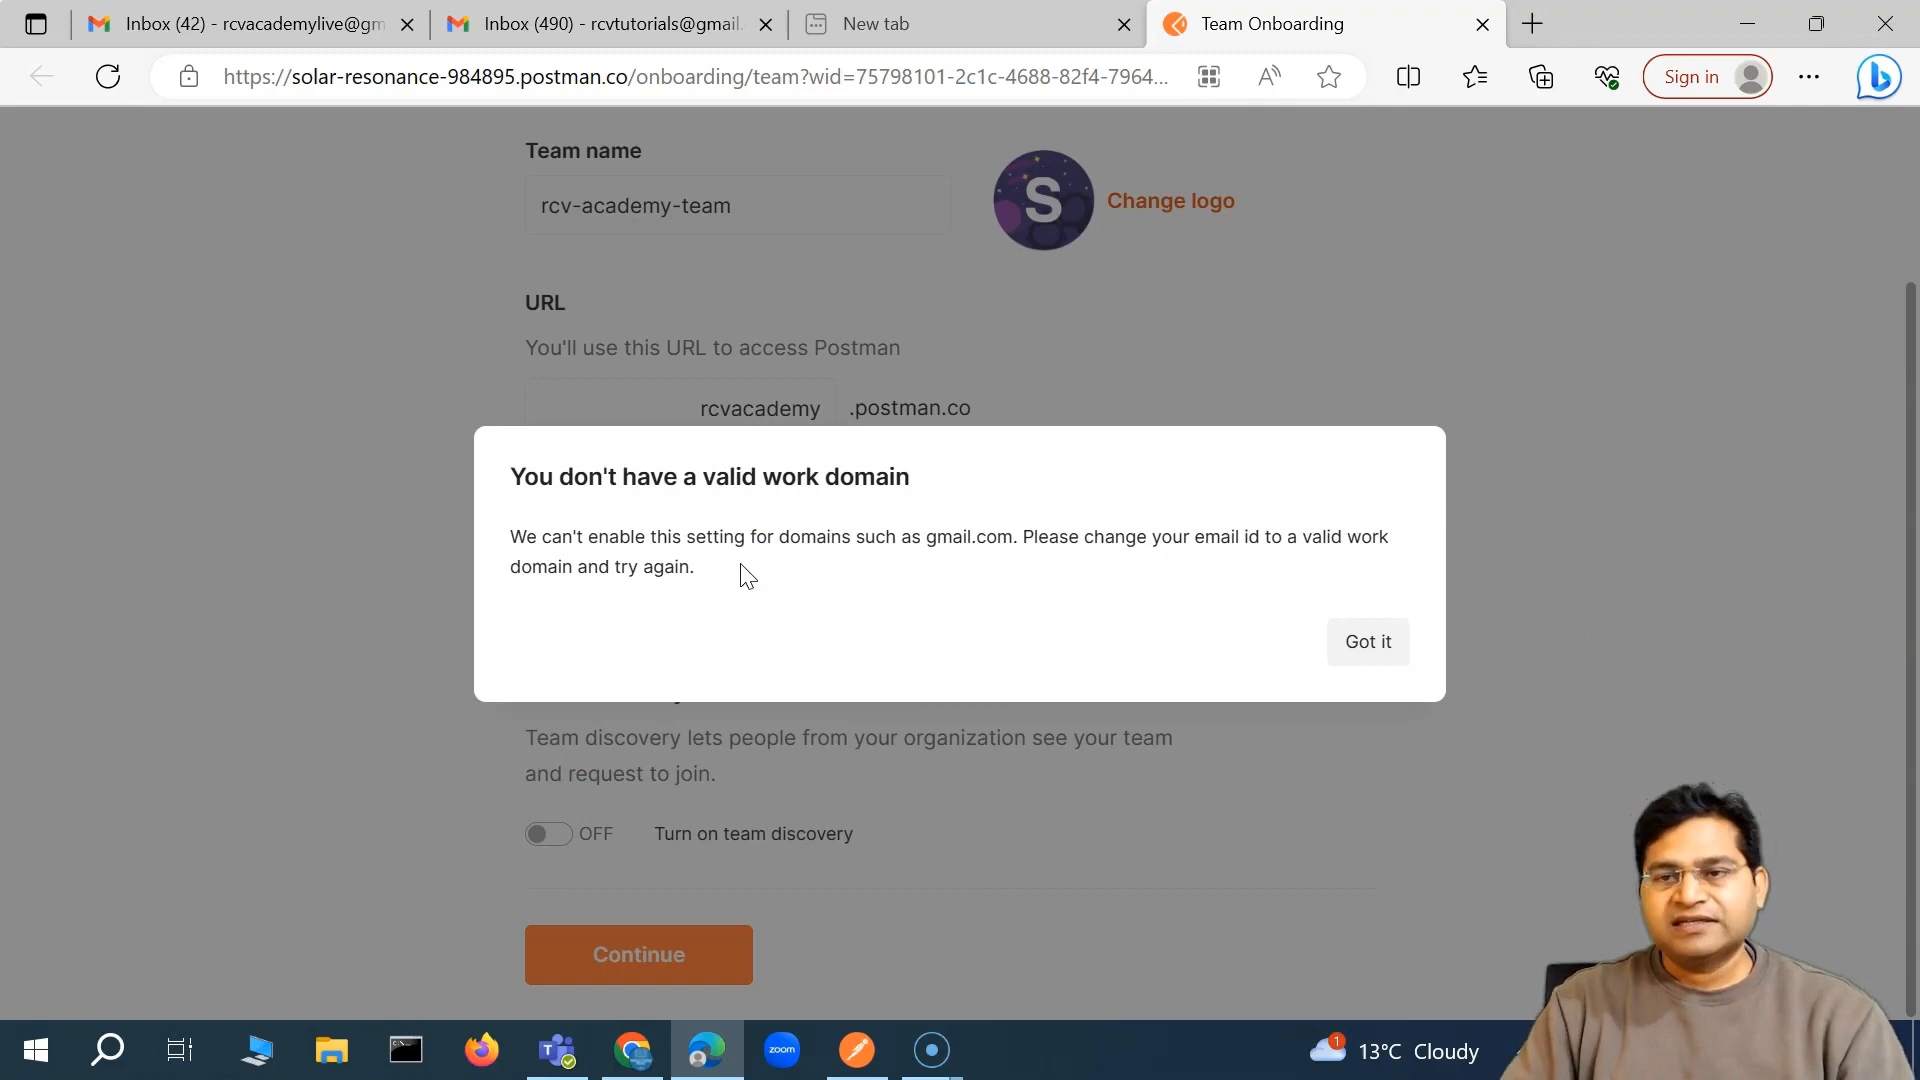 Inbox (42) - rcvacademylive@gm
Inbox (490) - rcvtutorials@gmail.
New tab
Team Onboarding
https://solar-resonance-984895.postman.co/onboarding/team?wid=75798101-2c1c-4688-82f4-7964...
Sign in
Team name
rcv-academy-team
S
Change logo
URL
You'll use this URL to access Postman
rcvacademy .postman.co
You don't have a valid work domain
We can't enable this setting for domains such as gmail.com. Please change your email id to a valid work
domain and try again.
Got it
Team discovery lets people from your organization see your team
and request to join.
OFF Turn on team discovery
Continue
zoom
1
13°C Cloudy